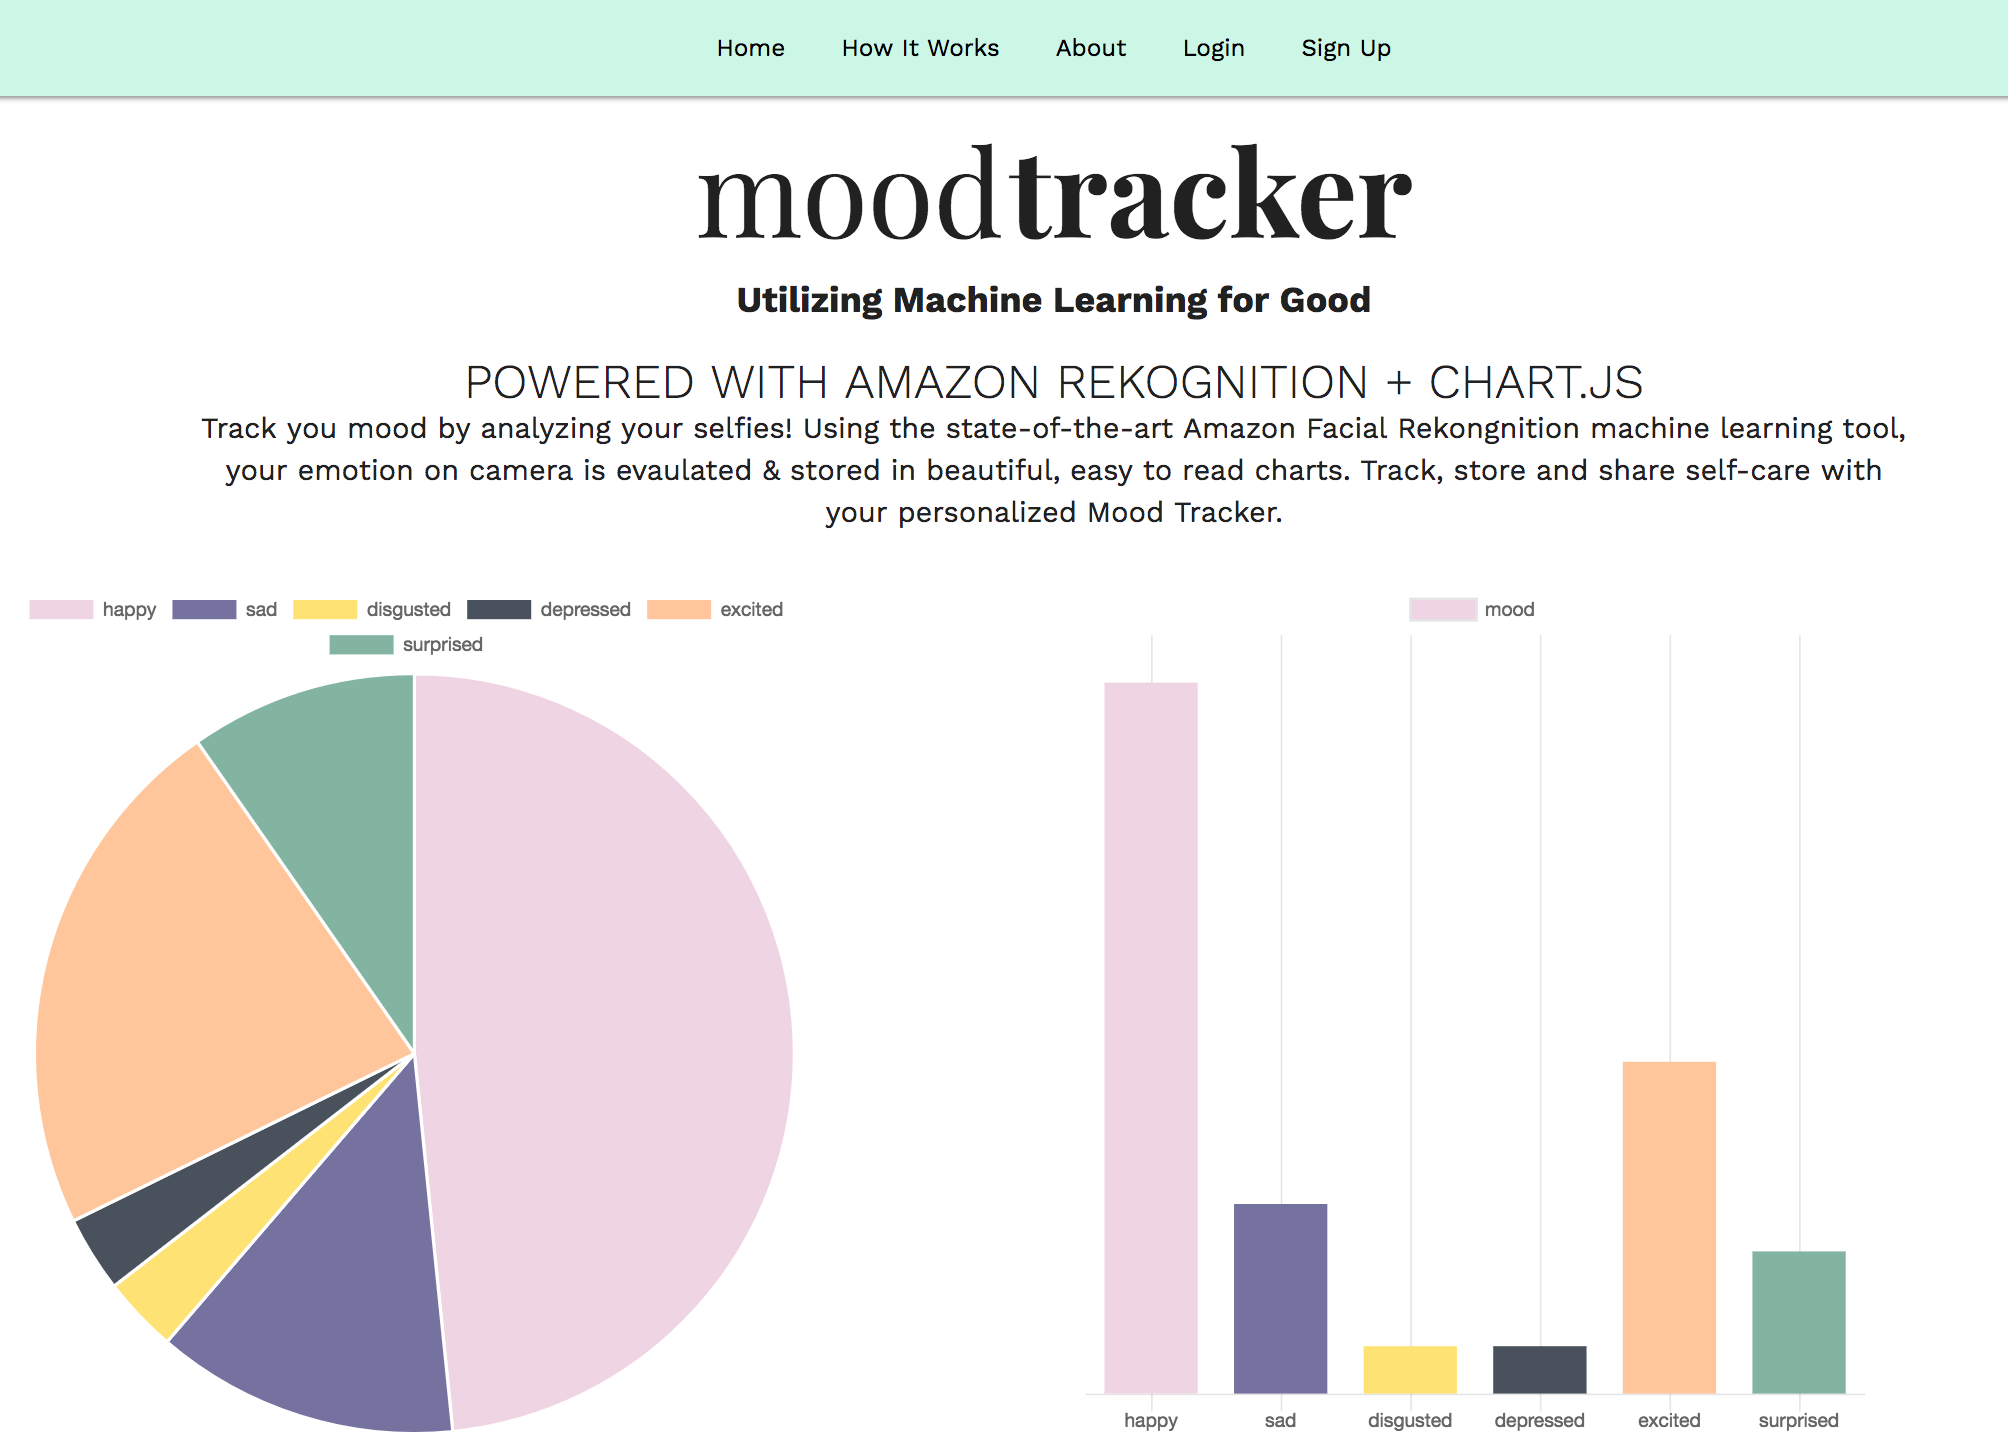 Home How It Works About Login Sign Up
moodtracker
Utilizing Machine Learning for Good
POWERED WITH AMAZON REKOGNITION + CHART.JS
Track you mood by analyzing your selfies! Using the state-of-the-art Amazon Facial Rekongnition machine learning tool,
your emotion on camera is evaulated & stored in beautiful, easy to read charts. Track, store and share self-care with
your personalized Mood Tracker.
happy sad disgusted depressed excited
surprised
mood
happy sad disgusted depressed excited surprised